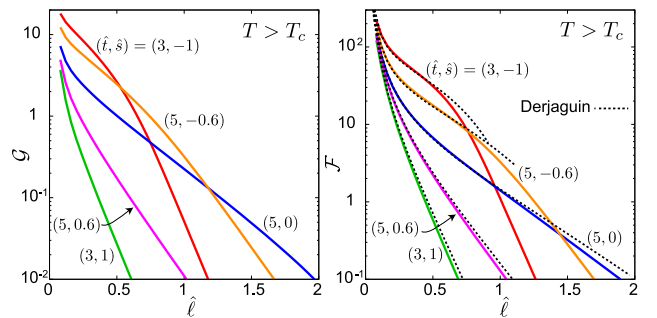 T > T_c
10
1
10⁻¹
10⁻²
𝒢
(t̂, ŝ) = (3, −1)
(5, −0.6)
(5, 0)
(5, 0.6)
(3, 1)
0 0.5 1 1.5 2
ℓ̂
T > T_c
10²
10
1
10⁻¹
ℱ
(t̂, ŝ) = (3, −1)
Derjaguin
(5, −0.6)
(5, 0)
(5, 0.6)
(3, 1)
0 0.5 1 1.5 2
ℓ̂